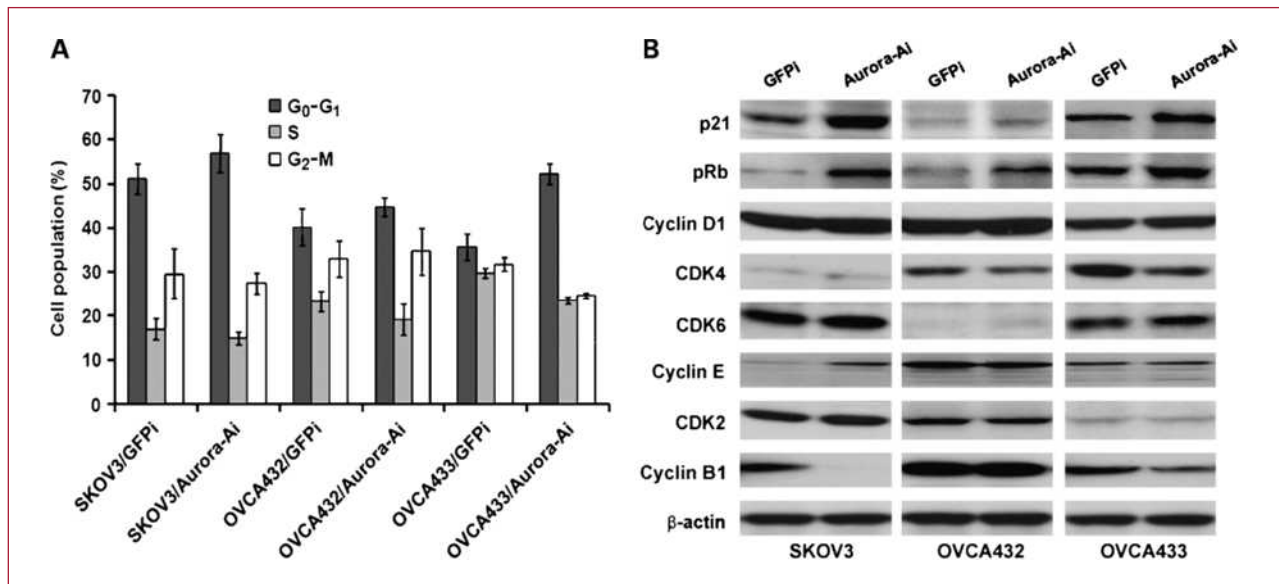 A
70
60
50
40
30
20
10
0
Cell population (%)
G₀-G₁
S
G₂-M
SKOV3/GFPi
SKOV3/Aurora-Ai
OVCA432/GFPi
OVCA432/Aurora-Ai
OVCA433/GFPi
OVCA433/Aurora-Ai
B
GFPi Aurora-Ai GFPi Aurora-Ai GFPi Aurora-Ai
p21
pRb
Cyclin D1
CDK4
CDK6
Cyclin E
CDK2
Cyclin B1
β-actin
SKOV3 OVCA432 OVCA433